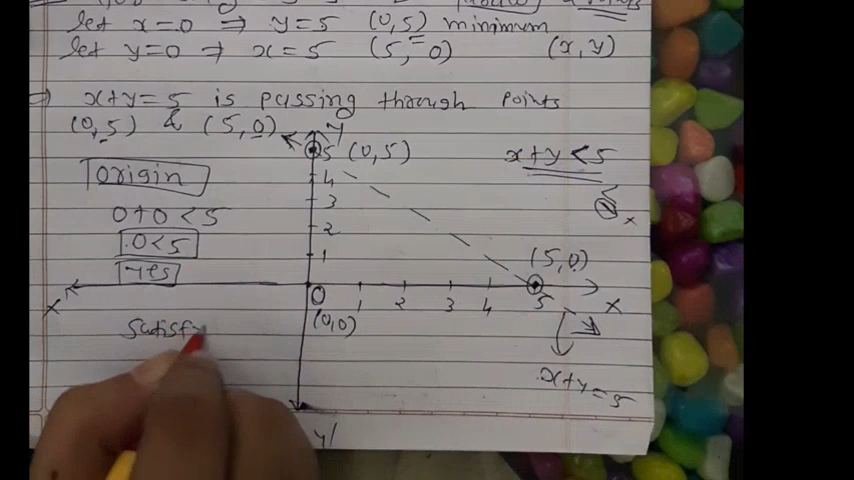 let x=0 ⇒ y=5 (0,5) minimum
let y=0 ⇒ x=5 (5,0) (x,y)
⇒ x+y=5 is passing through points
(0,5) & (5,0)
y
5 (0,5)
x+y<5
origin
4
3
0+0<5
2
0<5
1
(5,0)
Yes
0 1 2 3 4 5 x
x'
(0,0)
Satisfy
x+y=5
y'